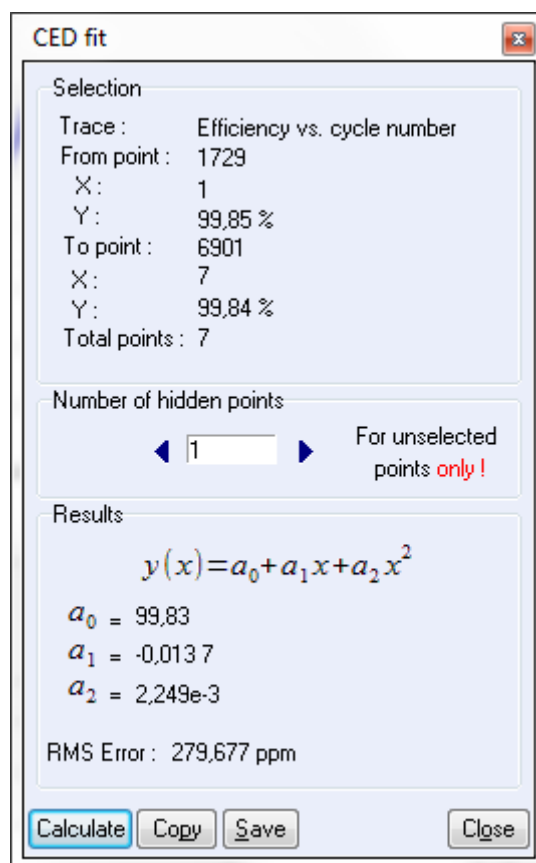 CED fit
Selection
Trace : Efficiency vs. cycle number
From point : 1729
X : 1
Y : 99,85 %
To point : 6901
X : 7
Y : 99,84 %
Total points : 7
Number of hidden points
1 For unselected
points only !
Results
y(x)=a₀+a₁x+a₂x²
a₀ = 99,83
a₁ = -0,013 7
a₂ = 2,249e-3
RMS Error : 279,677 ppm
Calculate Copy Save Close